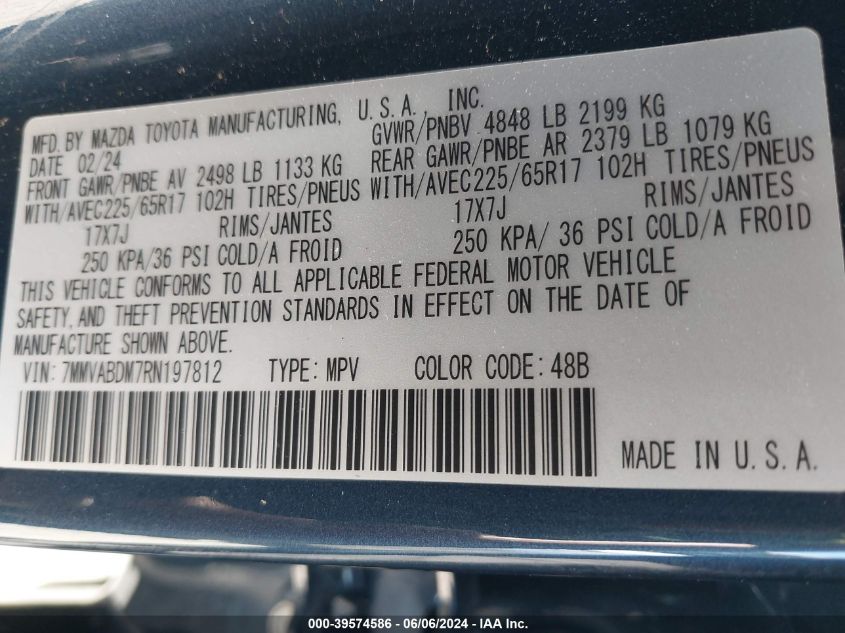 MFD. BY MAZDA TOYOTA MANUFACTURING, U.S.A., INC.
DATE 02/24 GVWR/PNBV 4848 LB 2199 KG
FRONT GAWR/PNBE AV 2498 LB 1133 KG REAR GAWR/PNBE AR 2379 LB 1079 KG
WITH/AVEC225/65R17 102H TIRES/PNEUS WITH/AVEC225/65R17 102H TIRES/PNEUS
17X7J RIMS/JANTES 17X7J RIMS/JANTES
250 KPA/36 PSI COLD/A FROID 250 KPA/ 36 PSI COLD/A FROID
THIS VEHICLE CONFORMS TO ALL APPLICABLE FEDERAL MOTOR VEHICLE
SAFETY, AND THEFT PREVENTION STANDARDS IN EFFECT ON THE DATE OF
MANUFACTURE SHOWN ABOVE.
VIN: 7MMVABDM7RN197812 TYPE: MPV COLOR CODE: 48B
MADE IN U.S.A.
000-39574586 - 06/06/2024 - IAA Inc.